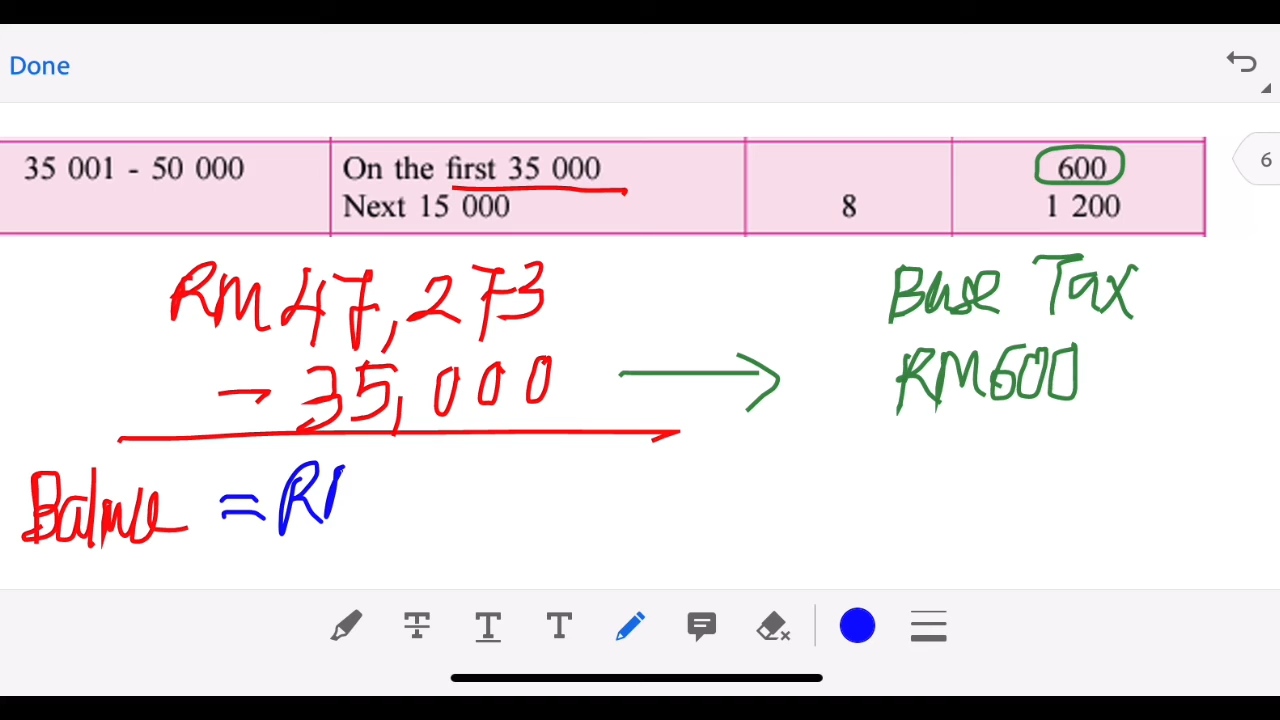 Done
6
35 001 - 50 000 On the first 35 000 600
Next 15 000 8 1 200
RM47,273
- 35,000
Base Tax
RM600
Balance = RM